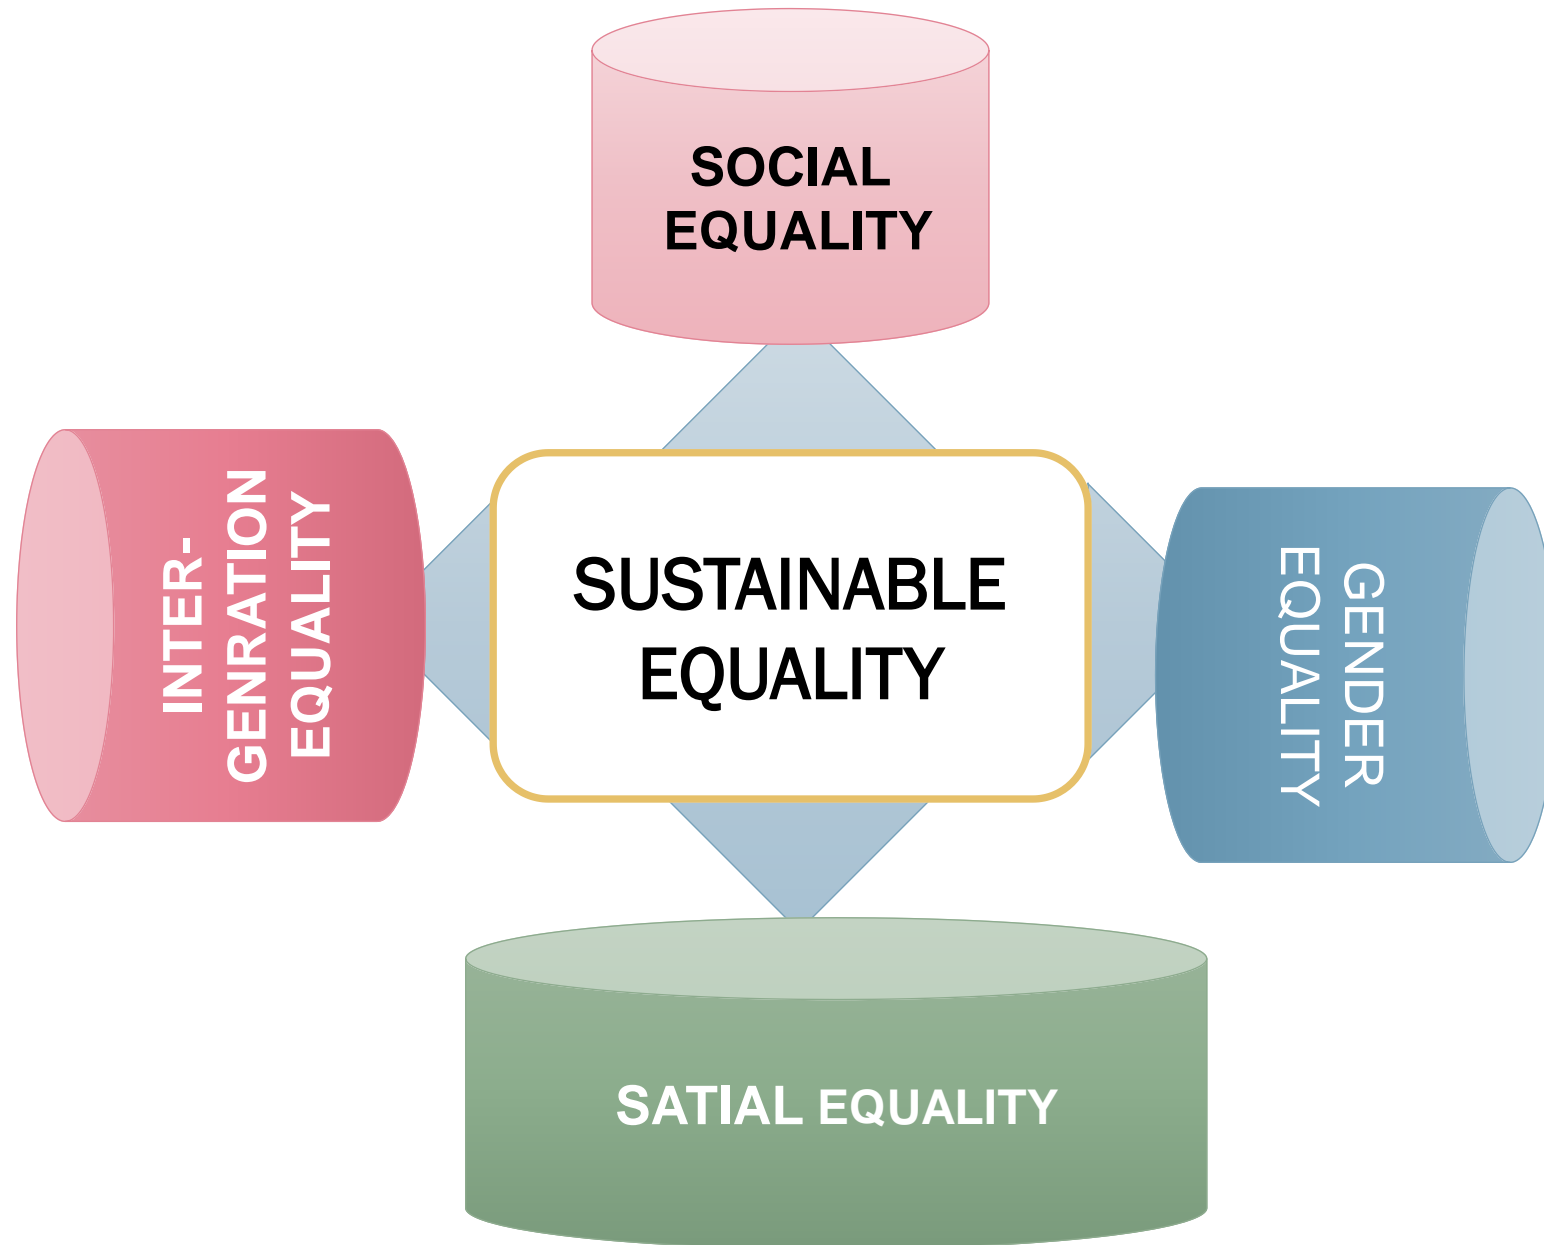 SOCIAL
EQUALITY
INTER-
GENRATION
EQUALITY
SUSTAINABLE
EQUALITY
GENDER
EQUALITY
SATIAL EQUALITY